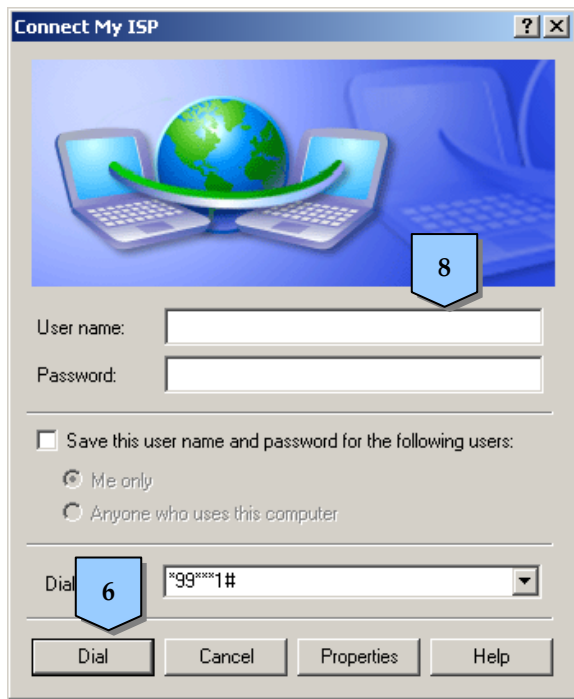 Connect My ISP
8
User name:
Password:
Save this user name and password for the following users:
Me only
Anyone who uses this computer
Dial
*99***1#
6
Dial Cancel Properties Help